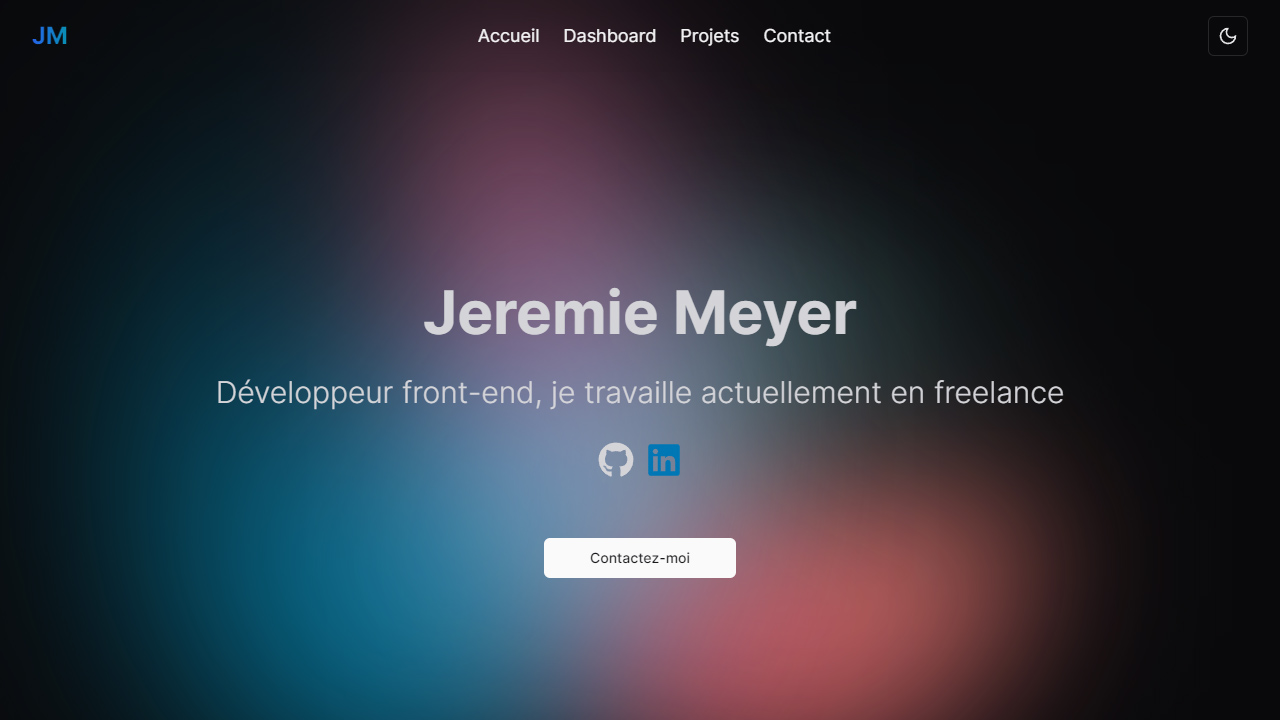 JM
Accueil Dashboard Projets Contact
Jeremie Meyer
Développeur front-end, je travaille actuellement en freelance
in
Contactez-moi